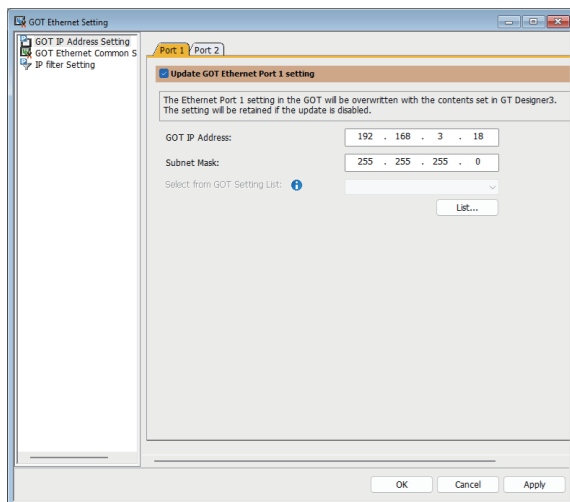 GOT Ethernet Setting
GOT IP Address Setting
GOT Ethernet Common S
IP filter Setting
Port 1
Port 2
Update GOT Ethernet Port 1 setting
The Ethernet Port 1 setting in the GOT will be overwritten with the contents set in GT Designer3.
The setting will be retained if the update is disabled.
GOT IP Address:
192 . 168 . 3 . 18
Subnet Mask:
255 . 255 . 255 . 0
Select from GOT Setting List:
List...
OK
Cancel
Apply